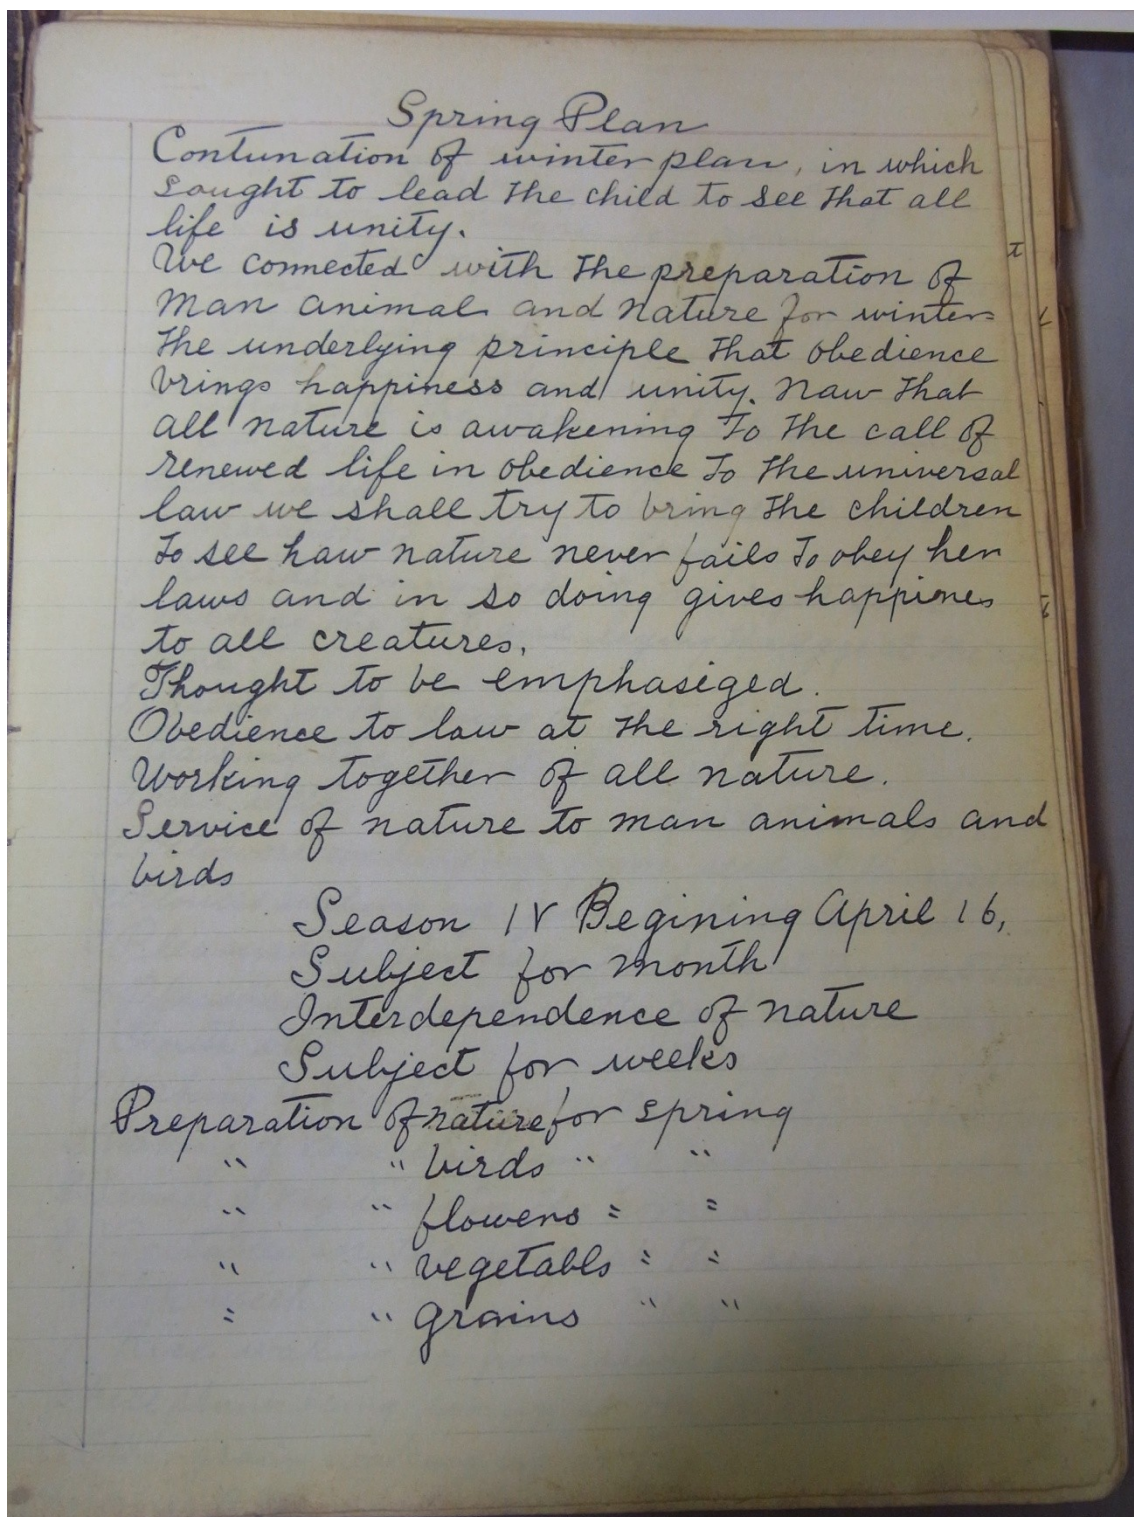 Spring Plan
Contunation of winter plan, in which
sought to lead the child to see that all
life is unity.
We connected with the preparation of
man animal and nature for winter
the underlying principle that obedience
brings happiness and unity. Naw that
all nature is awakening to the call of
renewed life in obedience to the universal
law we shall try to bring the children
to see haw nature never fails to obey her
laws and in so doing gives happines
to all creatures.
Thought to be emphasiged.
Obedience to law at the right time.
Working together of all nature.
Service of nature to man animals and
birds
Season IV Begining April 16,
Subject for month
Interdependence of nature
Subject for weeks
Preparation of nature for spring
" " birds " "
" " flowers " "
" " vegetabls " "
" " grains " "